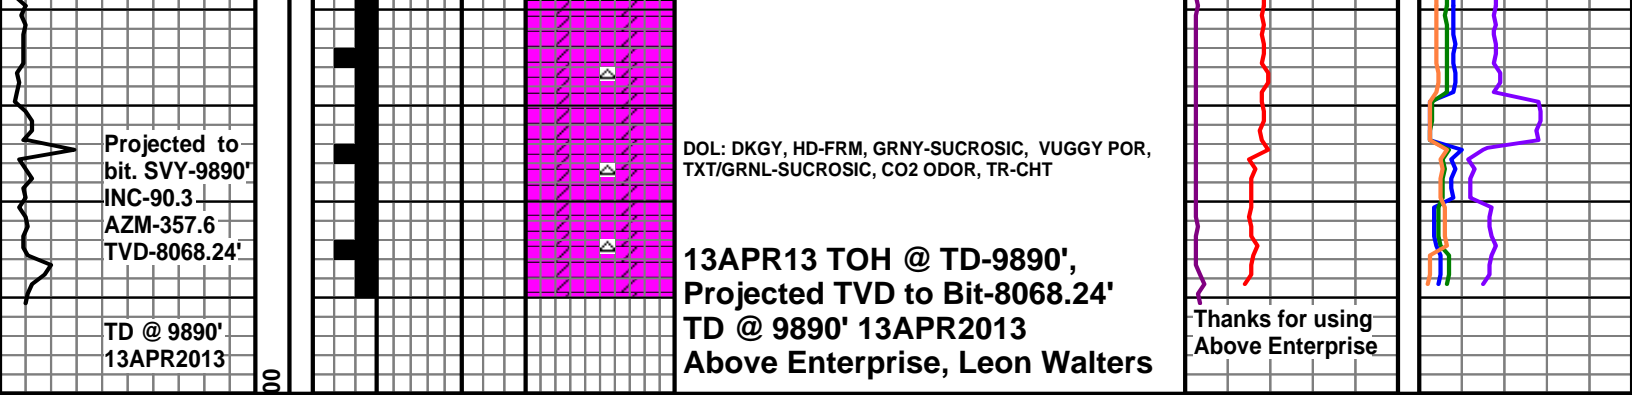 Projected to
bit. SVY-9890'
INC-90.3
AZM-357.6
TVD-8068.24'
TD @ 9890'
13APR2013
00
DOL: DKGY, HD-FRM, GRNY-SUCROSIC, VUGGY POR,
TXT/GRNL-SUCROSIC, CO2 ODOR, TR-CHT
13APR13 TOH @ TD-9890',
Projected TVD to Bit-8068.24'
TD @ 9890' 13APR2013
Above Enterprise, Leon Walters
Thanks for using
Above Enterprise